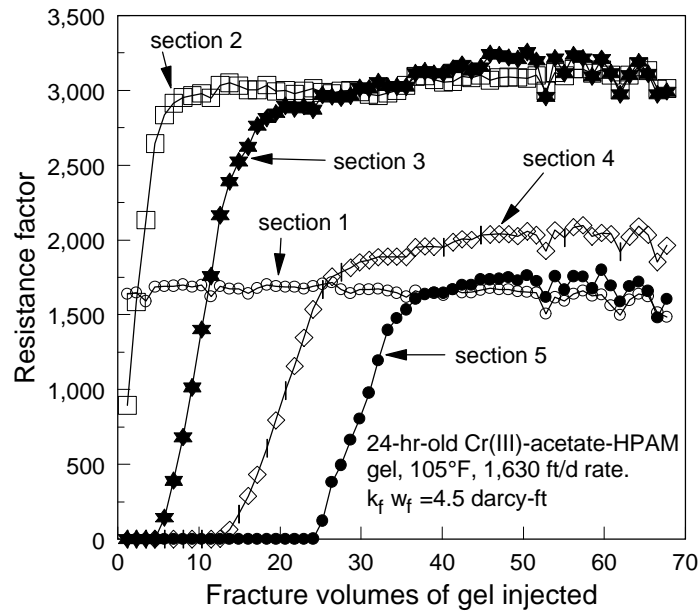 3,500
3,000
2,500
2,000
1,500
1,000
500
0
Resistance factor
section 2
section 3
section 4
section 1
section 5
24-hr-old Cr(III)-acetate-HPAM
gel, 105°F, 1,630 ft/d rate.
kf wf =4.5 darcy-ft
0 10 20 30 40 50 60 70
Fracture volumes of gel injected